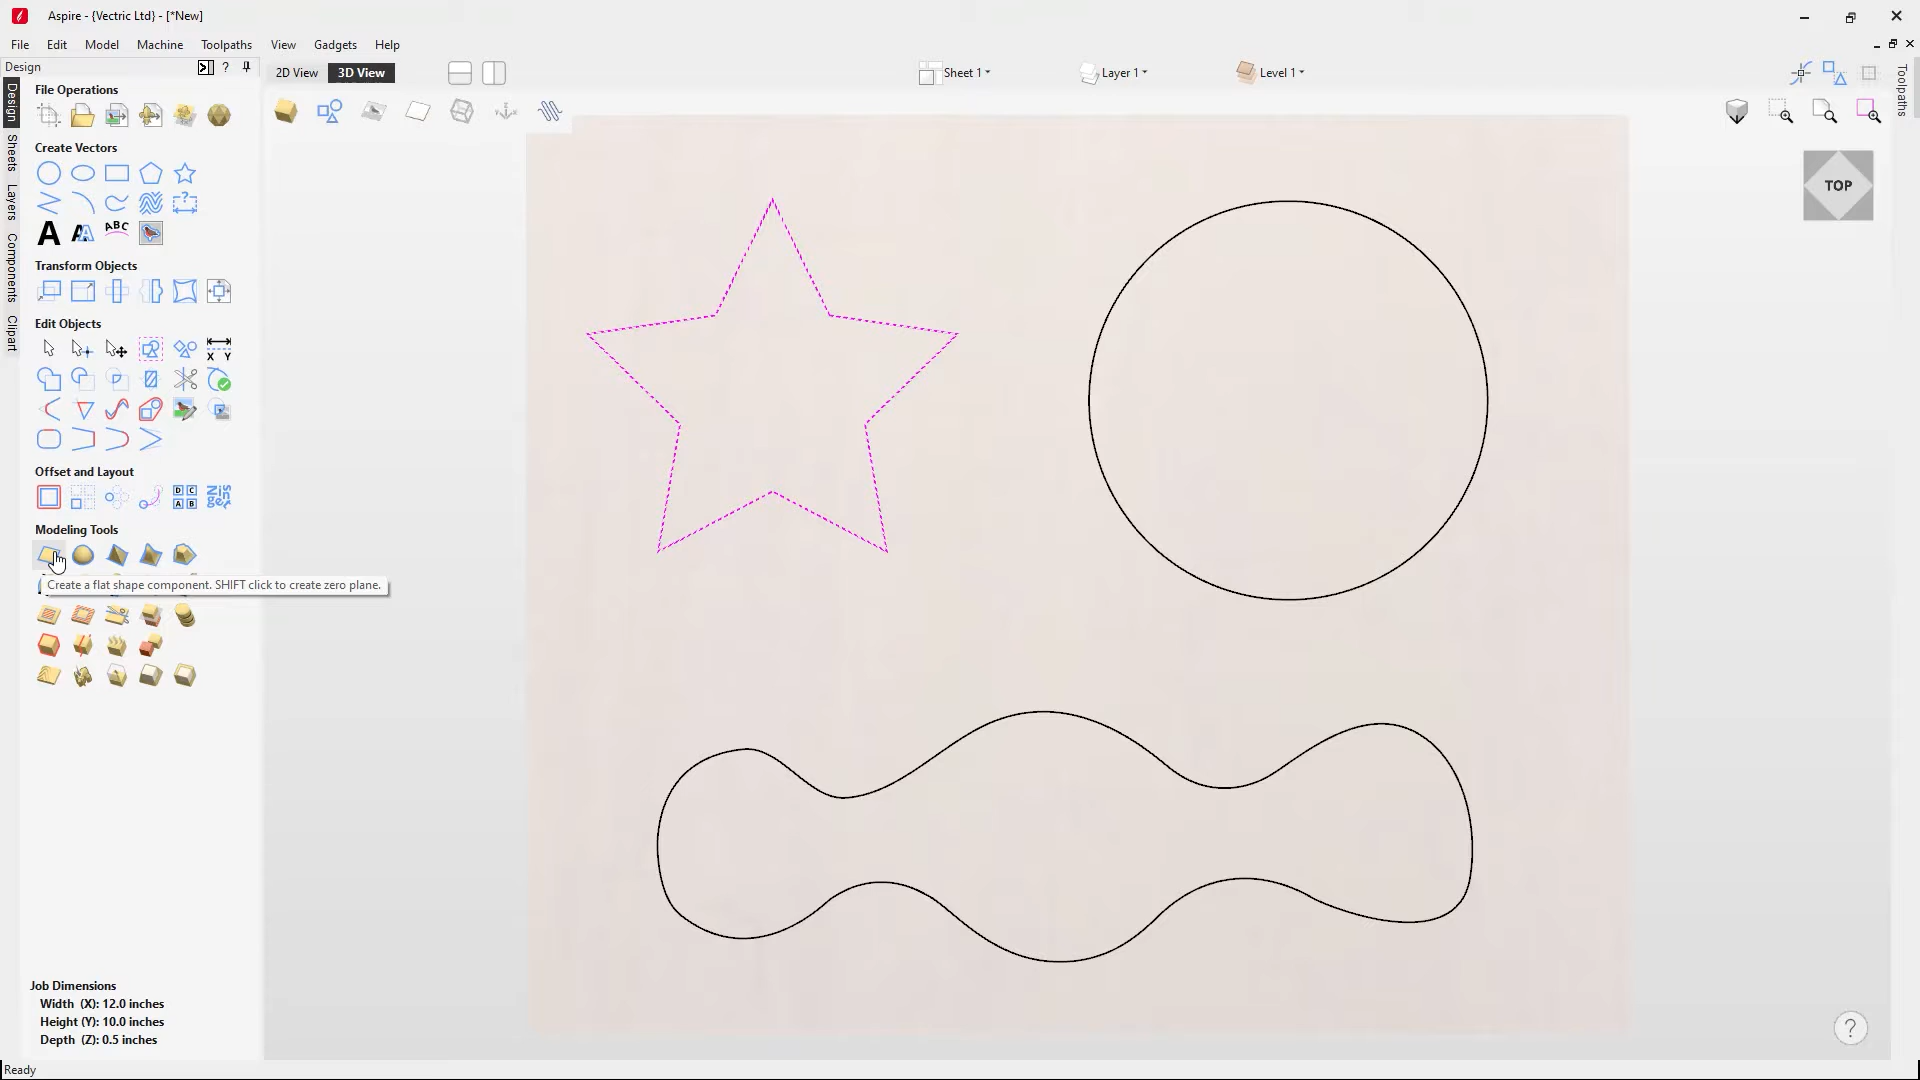 Aspire - {Vectric Ltd} - [*New]
File Edit Model Machine Toolpaths View Gadgets Help
Design
2D View 3D View Sheet 1 Layer 1 Level 1
Toolpaths
Design
Sheets
Layers
Components
Clipart
File Operations
Create Vectors
A AA ABC
TOP
Transform Objects
Edit Objects
X Y
Offset and Layout
D C
A B
Modeling Tools
Create a flat shape component. SHIFT click to create zero plane.
Job Dimensions
Width (X): 12.0 inches
Height (Y): 10.0 inches
Depth (Z): 0.5 inches
Ready